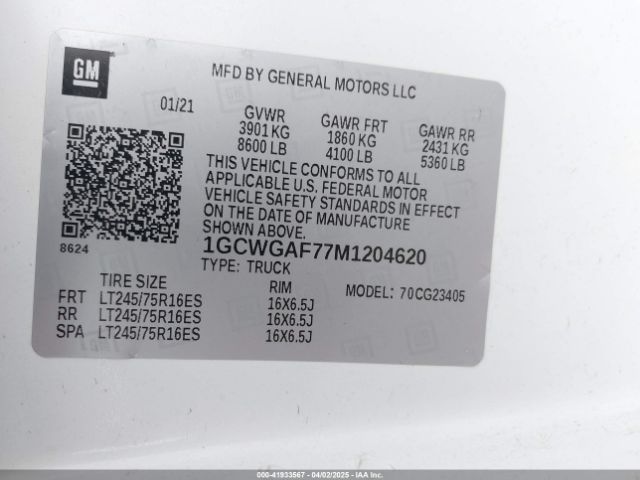 GM
MFD BY GENERAL MOTORS LLC
01/21
GVWR GAWR FRT GAWR RR
3901 KG 1860 KG 2431 KG
8600 LB 4100 LB 5360 LB
THIS VEHICLE CONFORMS TO ALL
APPLICABLE U.S. FEDERAL MOTOR
VEHICLE SAFETY STANDARDS IN EFFECT
ON THE DATE OF MANUFACTURE
SHOWN ABOVE.
8624
1GCWGAF77M1204620
TYPE: TRUCK
TIRE SIZE RIM MODEL: 70CG23405
FRT LT245/75R16ES 16X6.5J
RR LT245/75R16ES 16X6.5J
SPA LT245/75R16ES 16X6.5J
000-41933567 - 04/02/2025 - IAAI.COM